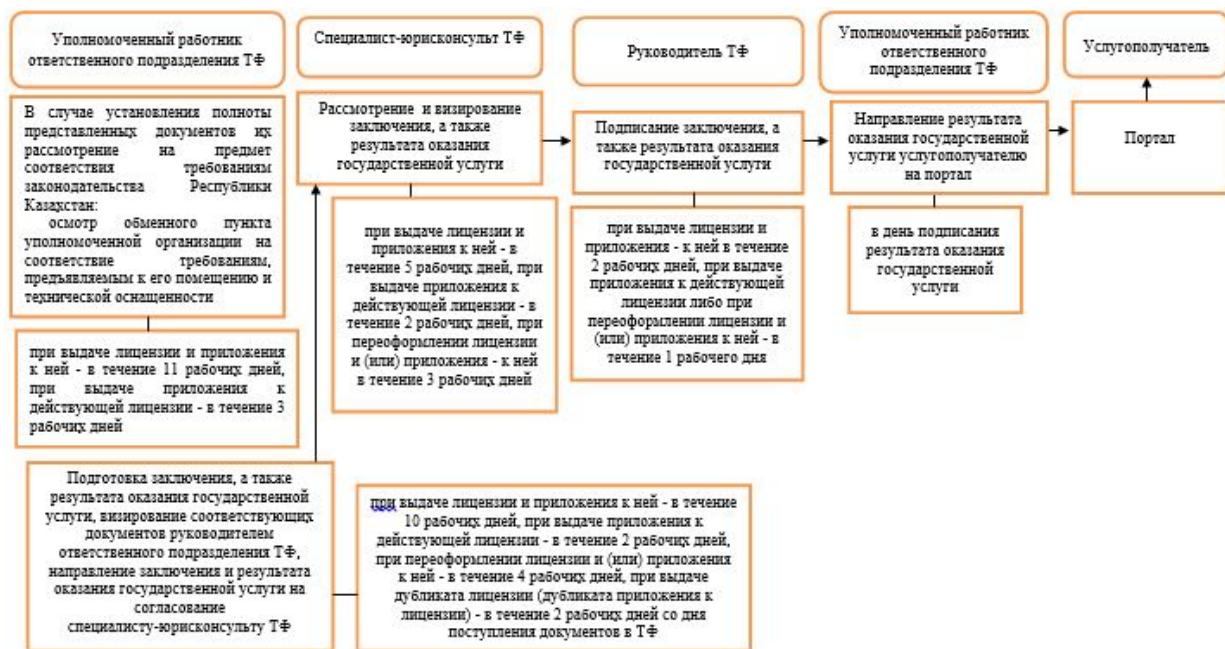 Уполномоченный работник
ответственного подразделения ТФ
Специалист-юрисконсульт ТФ
Руководитель ТФ
Уполномоченный работник
ответственного
подразделения ТФ
Услугополучатель
В случае установления полноты
представленных документов их
рассмотрение на предмет
соответствия требованиям
законодательства Республики
Казахстан:
осмотр обменного пункта
уполномоченной организации на
соответствие требованиям,
предъявляемым к его помещению и
технической оснащенности
Рассмотрение и визирование
заключения, а также
результата оказания
государственной услуги
Подписание заключения, а
также результата оказания
государственной услуги
Направление результата
оказания государственной
услуги услугополучателю
на портал
Портал
при выдаче лицензии и приложения
к ней - в течение 11 рабочих дней,
при выдаче приложения к
действующей лицензии - в течение 3
рабочих дней
при выдаче лицензии и
приложения к ней - в
течение 5 рабочих дней, при
выдаче приложения к
действующей лицензии - в
течение 2 рабочих дней, при
переоформлении лицензии
и (или) приложения - к ней
в течение 3 рабочих дней
при выдаче лицензии и
приложения - к ней в течение
2 рабочих дней, при выдаче
приложения к действующей
лицензии либо при
переоформлении лицензии и
(или) приложения к ней - в
течение 1 рабочего дня
в день подписания
результата оказания
государственной
услуги
Подготовка заключения, а также
результата оказания государственной
услуги, визирование соответствующих
документов руководителем
ответственного подразделения ТФ,
направление заключения и результата
оказания государственной услуги на
согласование
специалисту-юрисконсульту ТФ
при выдаче лицензии и приложения к ней - в течение
10 рабочих дней, при выдаче приложения к
действующей лицензии - в течение 2 рабочих дней,
при переоформлении лицензии и (или) приложения
к ней - в течение 4 рабочих дней, при выдаче
дубликата лицензии (дубликата приложения к
лицензии) - в течение 2 рабочих дней со дня
поступления документов в ТФ